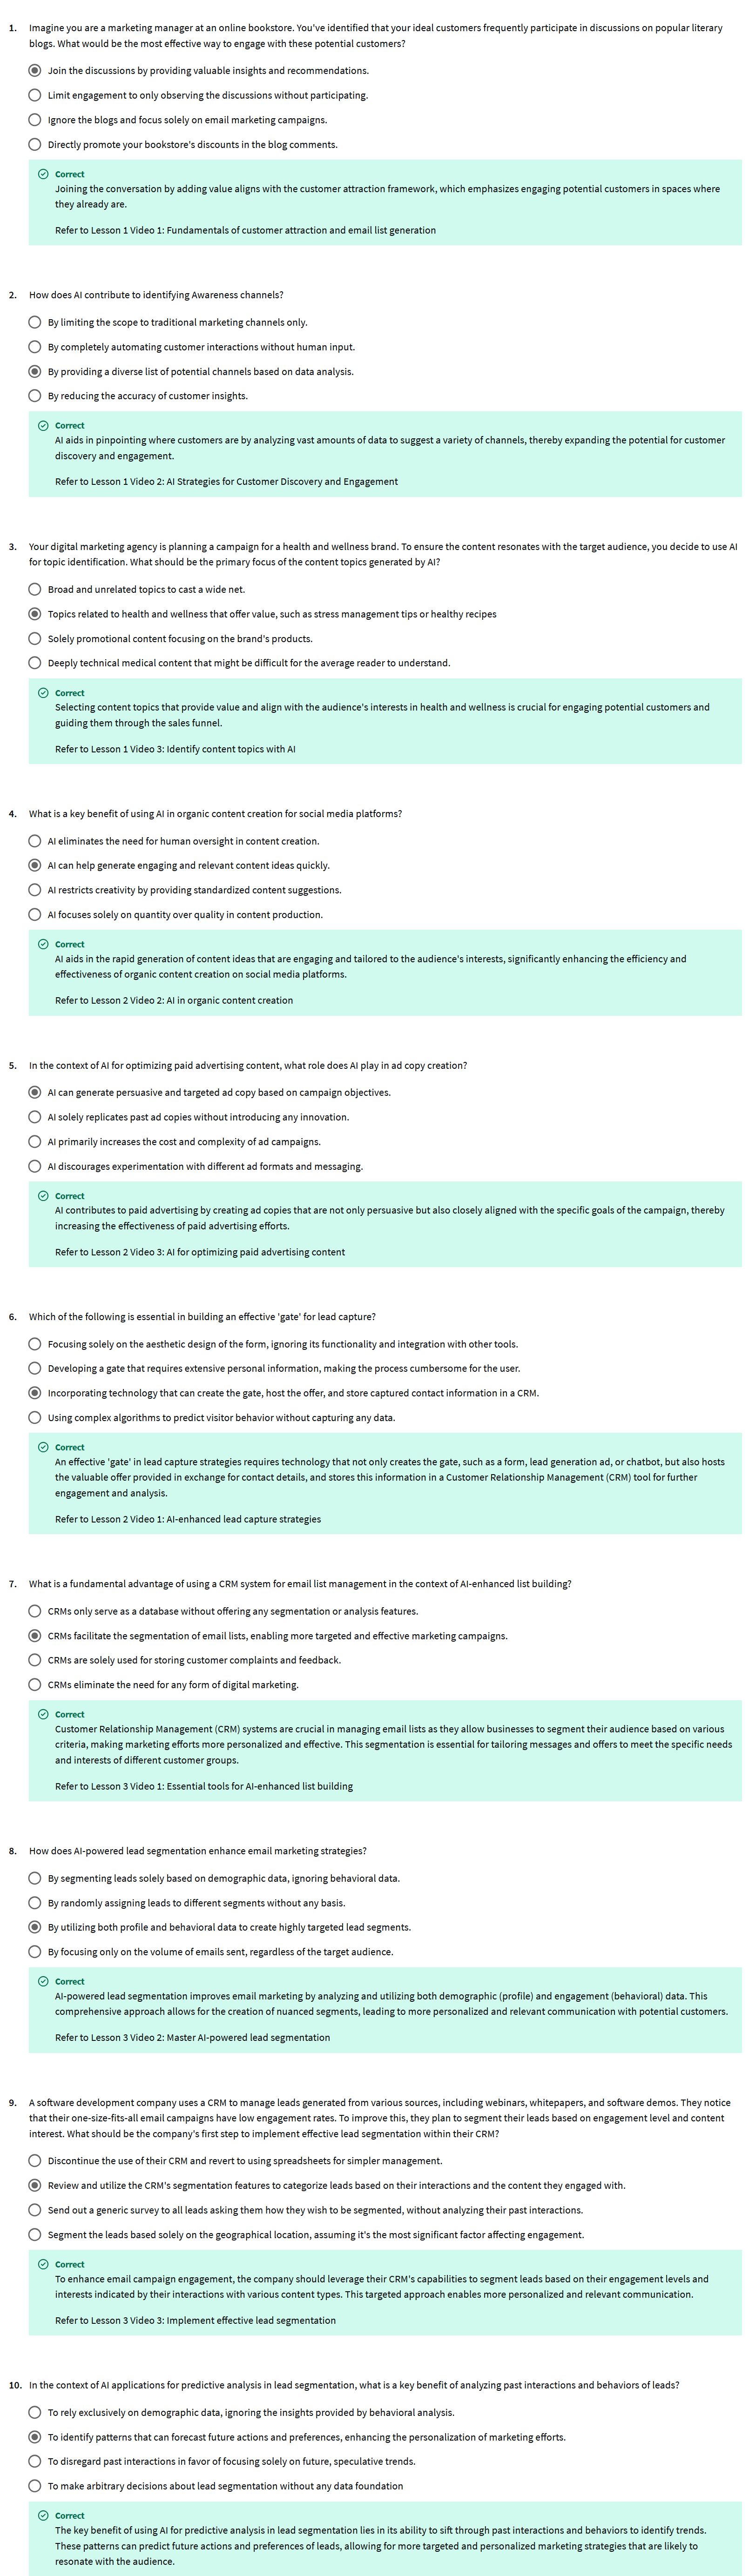 1. Imagine you are a marketing manager at an online bookstore. You've identified that your ideal customers frequently participate in discussions on popular literary
blogs. What would be the most effective way to engage with these potential customers?
Join the discussions by providing valuable insights and recommendations.
Limit engagement to only observing the discussions without participating.
Ignore the blogs and focus solely on email marketing campaigns.
Directly promote your bookstore's discounts in the blog comments.
Correct
Joining the conversation by adding value aligns with the customer attraction framework, which emphasizes engaging potential customers in spaces where
they already are.
Refer to Lesson 1 Video 1: Fundamentals of customer attraction and email list generation
2. How does AI contribute to identifying Awareness channels?
By limiting the scope to traditional marketing channels only.
By completely automating customer interactions without human input.
By providing a diverse list of potential channels based on data analysis.
By reducing the accuracy of customer insights.
Correct
AI aids in pinpointing where customers are by analyzing vast amounts of data to suggest a variety of channels, thereby expanding the potential for customer
discovery and engagement.
Refer to Lesson 1 Video 2: AI Strategies for Customer Discovery and Engagement
3. Your digital marketing agency is planning a campaign for a health and wellness brand. To ensure the content resonates with the target audience, you decide to use AI
for topic identification. What should be the primary focus of the content topics generated by AI?
Broad and unrelated topics to cast a wide net.
Topics related to health and wellness that offer value, such as stress management tips or healthy recipes
Solely promotional content focusing on the brand's products.
Deeply technical medical content that might be difficult for the average reader to understand.
Correct
Selecting content topics that provide value and align with the audience's interests in health and wellness is crucial for engaging potential customers and
guiding them through the sales funnel.
Refer to Lesson 1 Video 3: Identify content topics with AI
4. What is a key benefit of using AI in organic content creation for social media platforms?
AI eliminates the need for human oversight in content creation.
AI can help generate engaging and relevant content ideas quickly.
AI restricts creativity by providing standardized content suggestions.
AI focuses solely on quantity over quality in content production.
Correct
AI aids in the rapid generation of content ideas that are engaging and tailored to the audience's interests, significantly enhancing the efficiency and
effectiveness of organic content creation on social media platforms.
Refer to Lesson 2 Video 2: AI in organic content creation
5. In the context of AI for optimizing paid advertising content, what role does AI play in ad copy creation?
AI can generate persuasive and targeted ad copy based on campaign objectives.
AI solely replicates past ad copies without introducing any innovation.
AI primarily increases the cost and complexity of ad campaigns.
AI discourages experimentation with different ad formats and messaging.
Correct
AI contributes to paid advertising by creating ad copies that are not only persuasive but also closely aligned with the specific goals of the campaign, thereby
increasing the effectiveness of paid advertising efforts.
Refer to Lesson 2 Video 3: AI for optimizing paid advertising content
6. Which of the following is essential in building an effective 'gate' for lead capture?
Focusing solely on the aesthetic design of the form, ignoring its functionality and integration with other tools.
Developing a gate that requires extensive personal information, making the process cumbersome for the user.
Incorporating technology that can create the gate, host the offer, and store captured contact information in a CRM.
Using complex algorithms to predict visitor behavior without capturing any data.
Correct
An effective 'gate' in lead capture strategies requires technology that not only creates the gate, such as a form, lead generation ad, or chatbot, but also hosts
the valuable offer provided in exchange for contact details, and stores this information in a Customer Relationship Management (CRM) tool for further
engagement and analysis.
Refer to Lesson 2 Video 1: AI-enhanced lead capture strategies
7. What is a fundamental advantage of using a CRM system for email list management in the context of AI-enhanced list building?
CRMs only serve as a database without offering any segmentation or analysis features.
CRMs facilitate the segmentation of email lists, enabling more targeted and effective marketing campaigns.
CRMs are solely used for storing customer complaints and feedback.
CRMs eliminate the need for any form of digital marketing.
Correct
Customer Relationship Management (CRM) systems are crucial in managing email lists as they allow businesses to segment their audience based on various
criteria, making marketing efforts more personalized and effective. This segmentation is essential for tailoring messages and offers to meet the specific needs
and interests of different customer groups.
Refer to Lesson 3 Video 1: Essential tools for AI-enhanced list building
8. How does AI-powered lead segmentation enhance email marketing strategies?
By segmenting leads solely based on demographic data, ignoring behavioral data.
By randomly assigning leads to different segments without any basis.
By utilizing both profile and behavioral data to create highly targeted lead segments.
By focusing only on the volume of emails sent, regardless of the target audience.
Correct
AI-powered lead segmentation improves email marketing by analyzing and utilizing both demographic (profile) and engagement (behavioral) data. This
comprehensive approach allows for the creation of nuanced segments, leading to more personalized and relevant communication with potential customers.
Refer to Lesson 3 Video 2: Master AI-powered lead segmentation
9. A software development company uses a CRM to manage leads generated from various sources, including webinars, whitepapers, and software demos. They notice
that their one-size-fits-all email campaigns have low engagement rates. To improve this, they plan to segment their leads based on engagement level and content
interest. What should be the company's first step to implement effective lead segmentation within their CRM?
Discontinue the use of their CRM and revert to using spreadsheets for simpler management.
Review and utilize the CRM's segmentation features to categorize leads based on their interactions and the content they engaged with.
Send out a generic survey to all leads asking them how they wish to be segmented, without analyzing their past interactions.
Segment the leads based solely on the geographical location, assuming it's the most significant factor affecting engagement.
Correct
To enhance email campaign engagement, the company should leverage their CRM's capabilities to segment leads based on their engagement levels and
interests indicated by their interactions with various content types. This targeted approach enables more personalized and relevant communication.
Refer to Lesson 3 Video 3: Implement effective lead segmentation
10. In the context of AI applications for predictive analysis in lead segmentation, what is a key benefit of analyzing past interactions and behaviors of leads?
To rely exclusively on demographic data, ignoring the insights provided by behavioral analysis.
To identify patterns that can forecast future actions and preferences, enhancing the personalization of marketing efforts.
To disregard past interactions in favor of focusing solely on future, speculative trends.
To make arbitrary decisions about lead segmentation without any data foundation
Correct
The key benefit of using AI for predictive analysis in lead segmentation lies in its ability to sift through past interactions and behaviors to identify trends.
These patterns can predict future actions and preferences of leads, allowing for more targeted and personalized marketing strategies that are likely to
resonate with the audience.